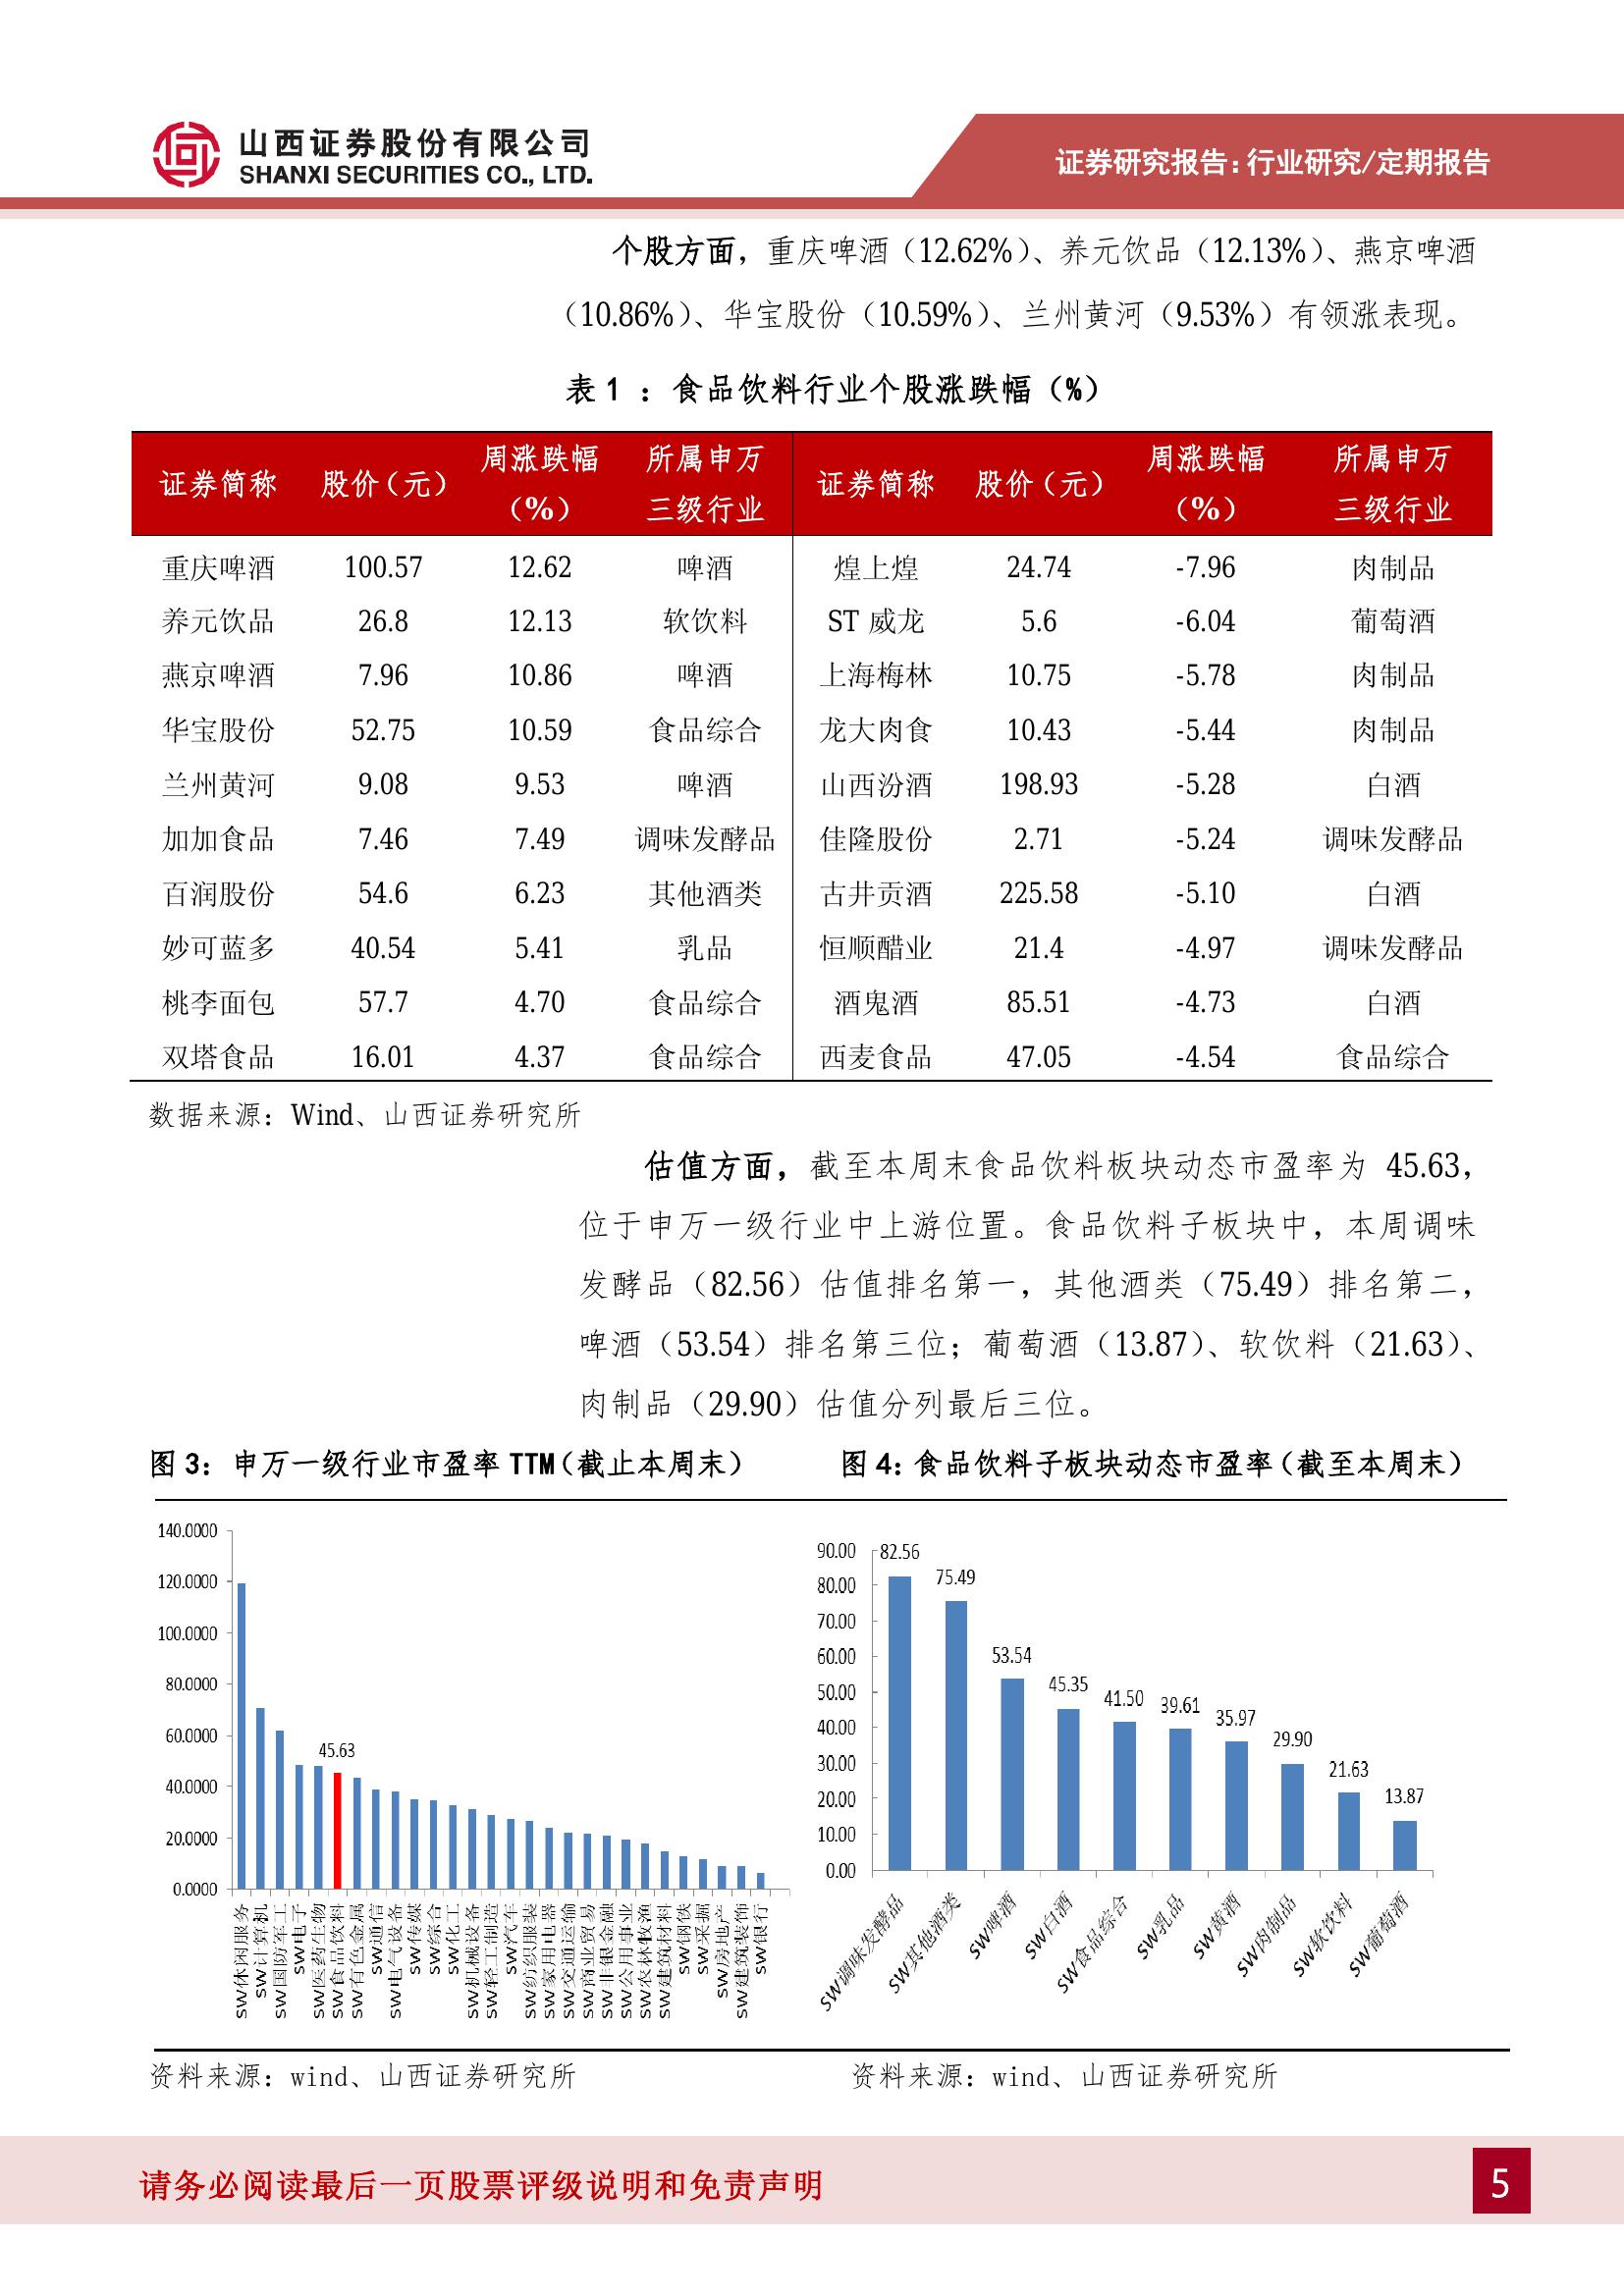 山西证券股份有限公司
SHANXI SECURITIES CO., LTD.
证券研究报告：行业研究/定期报告
个股方面，重庆啤酒（12.62%）、养元饮品（12.13%）、燕京啤酒
（10.86%）、华宝股份（10.59%）、兰州黄河（9.53%）有领涨表现。
表 1 ：食品饮料行业个股涨跌幅（%）
证券简称 股价（元） 周涨跌幅（%） 所属申万三级行业 证券简称 股价（元） 周涨跌幅（%） 所属申万三级行业
重庆啤酒 100.57 12.62 啤酒 煌上煌 24.74 -7.96 肉制品
养元饮品 26.8 12.13 软饮料 ST 威龙 5.6 -6.04 葡萄酒
燕京啤酒 7.96 10.86 啤酒 上海梅林 10.75 -5.78 肉制品
华宝股份 52.75 10.59 食品综合 龙大肉食 10.43 -5.44 肉制品
兰州黄河 9.08 9.53 啤酒 山西汾酒 198.93 -5.28 白酒
加加食品 7.46 7.49 调味发酵品 佳隆股份 2.71 -5.24 调味发酵品
百润股份 54.6 6.23 其他酒类 古井贡酒 225.58 -5.10 白酒
妙可蓝多 40.54 5.41 乳品 恒顺醋业 21.4 -4.97 调味发酵品
桃李面包 57.7 4.70 食品综合 酒鬼酒 85.51 -4.73 白酒
双塔食品 16.01 4.37 食品综合 西麦食品 47.05 -4.54 食品综合
数据来源：Wind、山西证券研究所
估值方面，截至本周末食品饮料板块动态市盈率为 45.63，
位于申万一级行业中上游位置。食品饮料子板块中，本周调味
发酵品（82.56）估值排名第一，其他酒类（75.49）排名第二，
啤酒（53.54）排名第三位；葡萄酒（13.87）、软饮料（21.63）、
肉制品（29.90）估值分列最后三位。
图 3：申万一级行业市盈率 TTM（截止本周末）
140.0000
120.0000
100.0000
80.0000
60.0000
40.0000
20.0000
0.0000
45.63
SW休闲服务
SW计算机
SW国防军工
SW电子
SW医药生物
SW食品饮料
SW有色金属
SW通信
SW电气设备
SW传媒
SW综合
SW化工
SW机械设备
SW轻工制造
SW汽车
SW纺织服装
SW家用电器
SW交通运输
SW商业贸易
SW非银金融
SW公用事业
SW农林牧渔
SW建筑材料
SW钢铁
SW采掘
SW房地产
SW建筑装饰
SW银行
图 4：食品饮料子板块动态市盈率（截至本周末）
90.00
80.00
70.00
60.00
50.00
40.00
30.00
20.00
10.00
0.00
82.56
75.49
53.54
45.35
41.50
39.61
35.97
29.90
21.63
13.87
SW调味发酵品
SW其他酒类
SW啤酒
SW白酒
SW食品综合
SW乳品
SW黄酒
SW肉制品
SW软饮料
SW葡萄酒
资料来源：wind、山西证券研究所
资料来源：wind、山西证券研究所
请务必阅读最后一页股票评级说明和免责声明
5